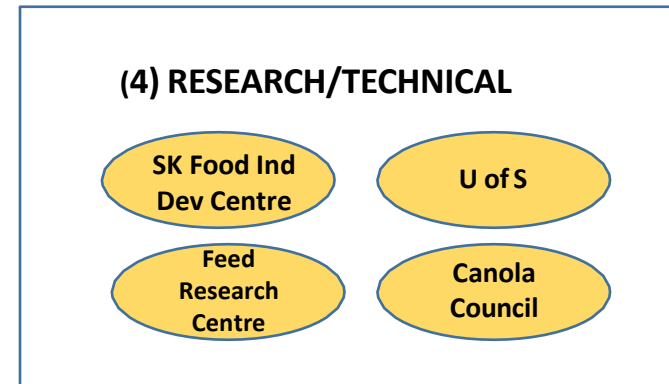 (4) RESEARCH/TECHNICAL
SK Food Ind
Dev Centre
U of S
Feed
Research
Centre
Canola
Council